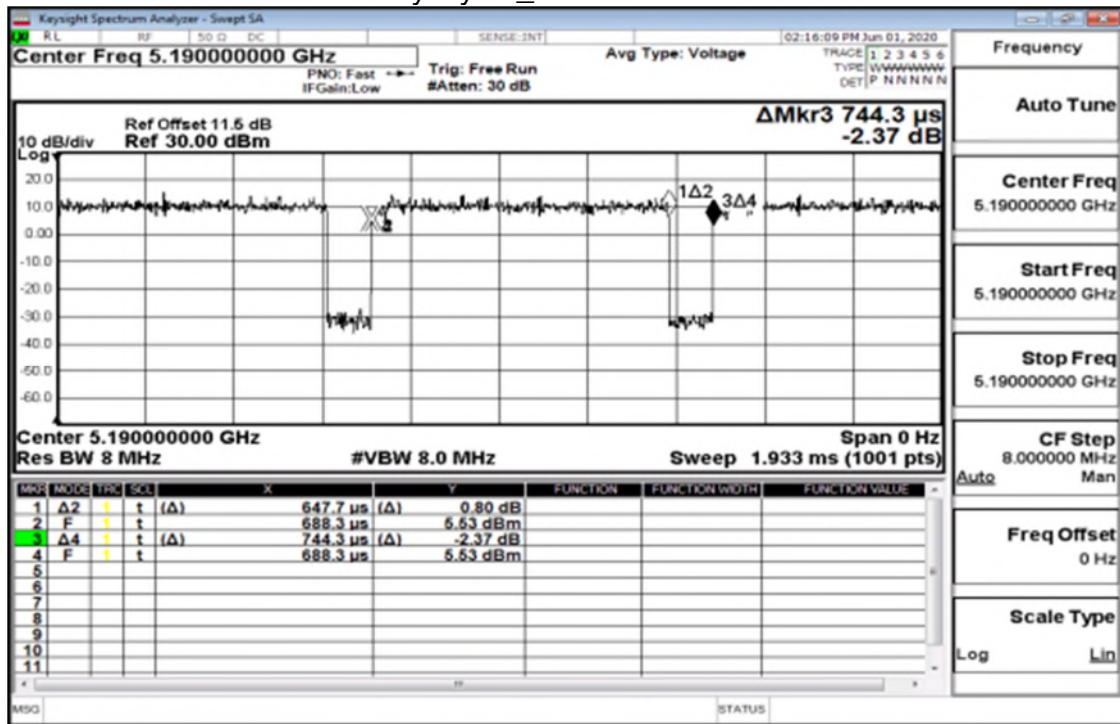 Keysight Spectrum Analyzer - Swept SA
RL RF 50 Ω DC SENSE:INT 02:16:09 PM Jun 01, 2020
Center Freq 5.190000000 GHz Avg Type: Voltage TRACE 1 2 3 4 5 6
PNO: Fast Trig: Free Run TYPE WWWWWW
IFGain:Low #Atten: 30 dB DET P NNNNN
ΔMkr3 744.3 µs
Ref Offset 11.5 dB
10 dB/div Ref 30.00 dBm -2.37 dB
Log
20.0
10.0
0.00
-10.0
-20.0
-30.0
-40.0
-50.0
-60.0
1Δ2
3Δ4
Center 5.190000000 GHz Span 0 Hz
Res BW 8 MHz #VBW 8.0 MHz Sweep 1.933 ms (1001 pts)
MKR MODE TRC SCL X Y FUNCTION FUNCTION WIDTH FUNCTION VALUE
1 Δ2 1 t (Δ) 647.7 µs (Δ) 0.80 dB
2 F 1 t 688.3 µs 5.53 dBm
3 Δ4 1 t (Δ) 744.3 µs (Δ) -2.37 dB
4 F 1 t 688.3 µs 5.53 dBm
5
6
7
8
9
10
11
MSG STATUS
Frequency
Auto Tune
Center Freq
5.190000000 GHz
Start Freq
5.190000000 GHz
Stop Freq
5.190000000 GHz
CF Step
8.000000 MHz
Auto Man
Freq Offset
0 Hz
Scale Type
Log Lin